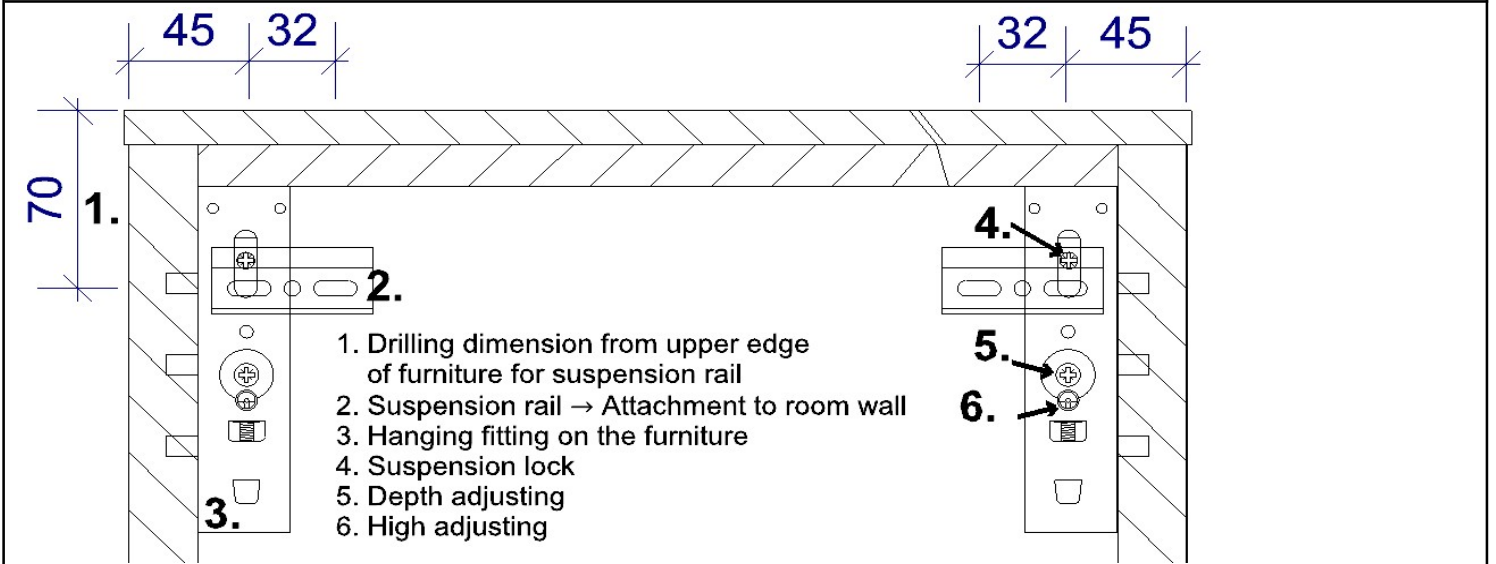 45 32 32 45
70
1.
4.
2.
1. Drilling dimension from upper edge
of furniture for suspension rail
2. Suspension rail → Attachment to room wall
3. Hanging fitting on the furniture
4. Suspension lock
5. Depth adjusting
6. High adjusting
5.
6.
3.